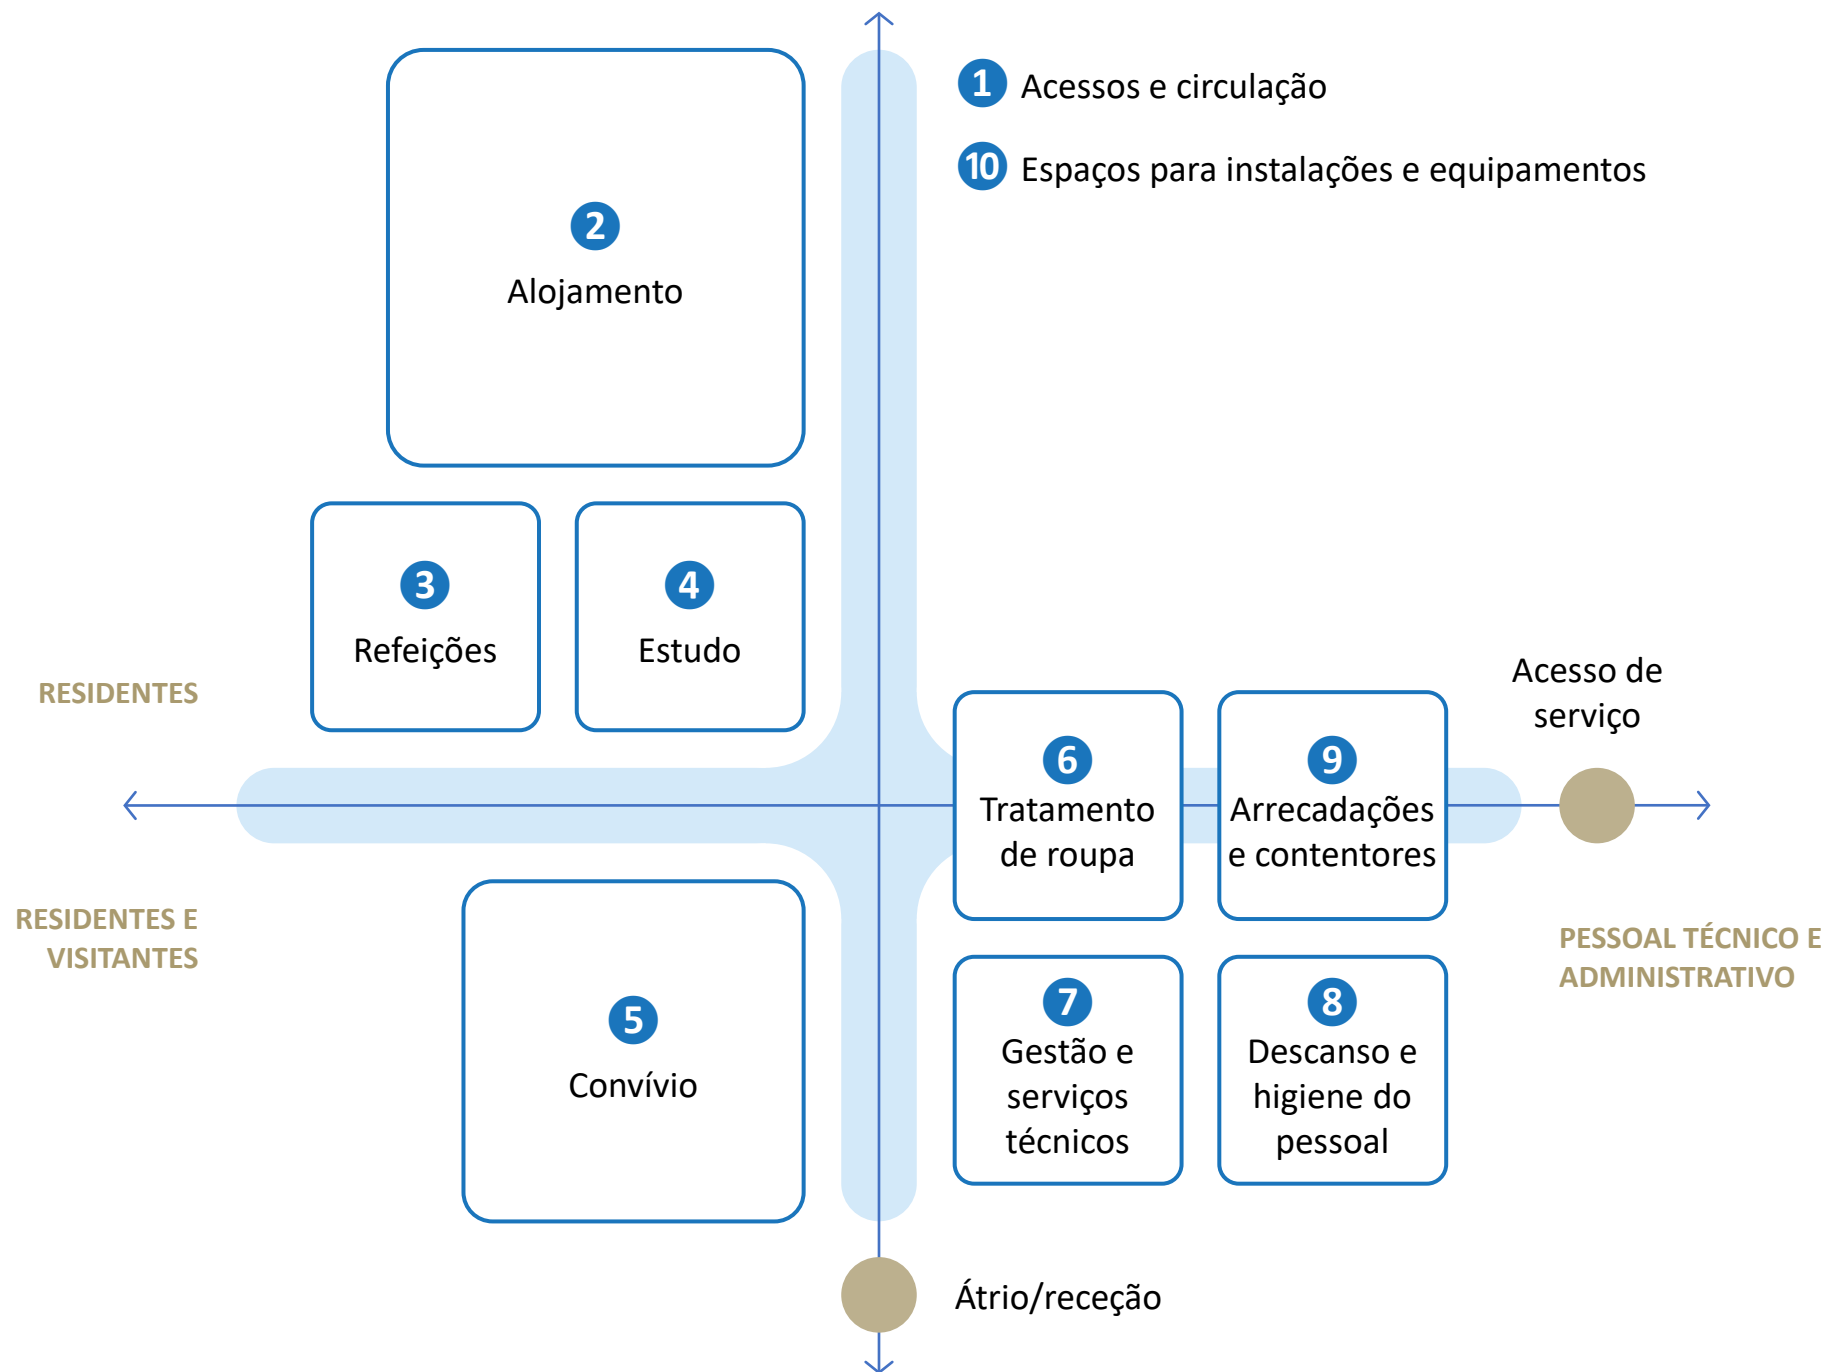 1 Acessos e circulação
10 Espaços para instalações e equipamentos
2
Alojamento
3
Refeições
4
Estudo
RESIDENTES
6
Tratamento
de roupa
9
Arrecadações
e contentores
Acesso de
serviço
RESIDENTES E
VISITANTES
5
Convívio
7
Gestão e
serviços
técnicos
8
Descanso e
higiene do
pessoal
PESSOAL TÉCNICO E
ADMINISTRATIVO
Átrio/receção